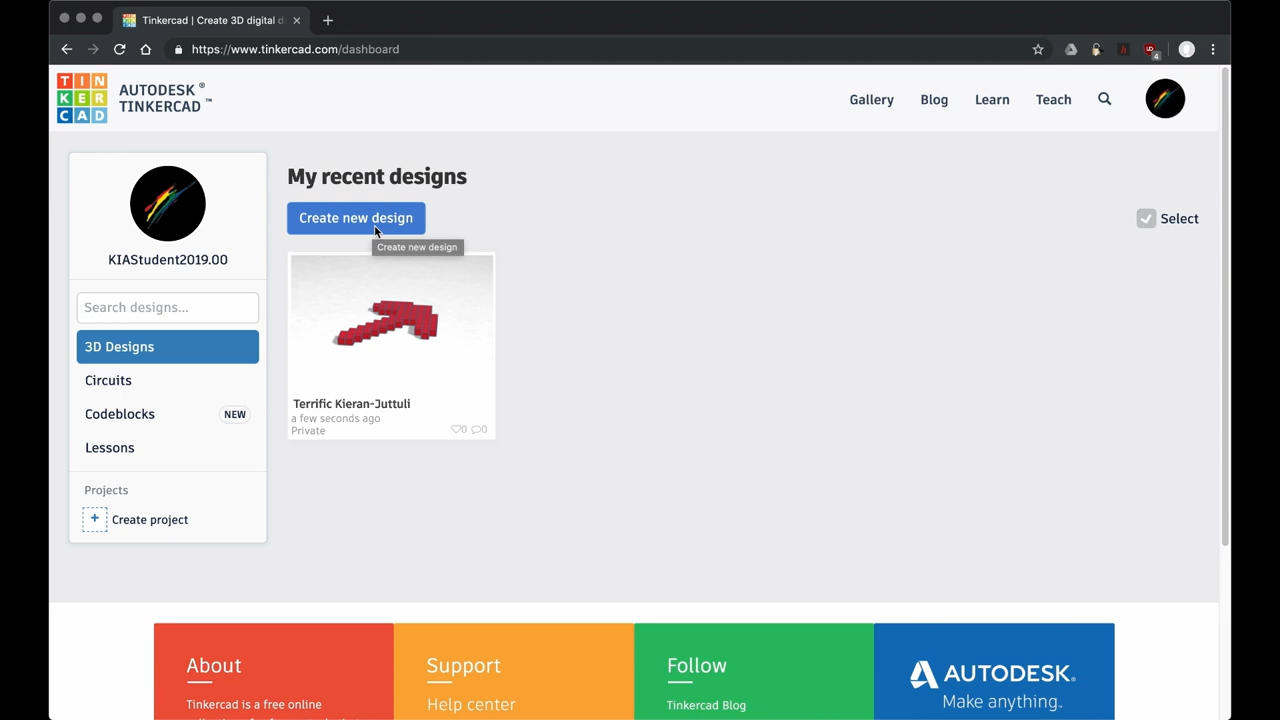 Tinkercad | Create 3D digital d
https://www.tinkercad.com/dashboard
4
TIN
KER
CAD
AUTODESK ®
TINKERCAD ™
Gallery
Blog
Learn
Teach
My recent designs
Create new design
Create new design
Select
KIAStudent2019.00
Search designs...
3D Designs
Circuits
Codeblocks
NEW
Lessons
Projects
+ Create project
Terrific Kieran-Juttuli
a few seconds ago
Private
0 0
About
Tinkercad is a free online
Support
Help center
Follow
Tinkercad Blog
AUTODESK®
Make anything.